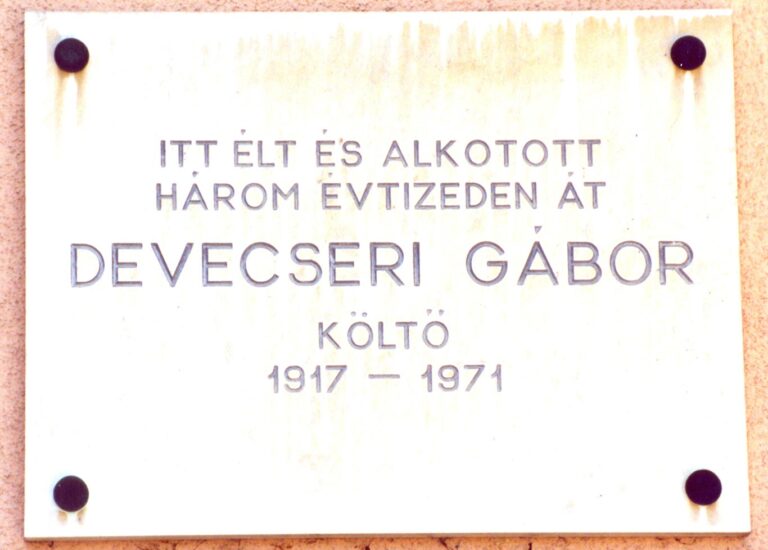 ITT ÉLT ÉS ALKOTOTT
HÁROM ÉVTIZEDEN ÁT
DEVECSERI GÁBOR
KÖLTŐ
1917 – 1971